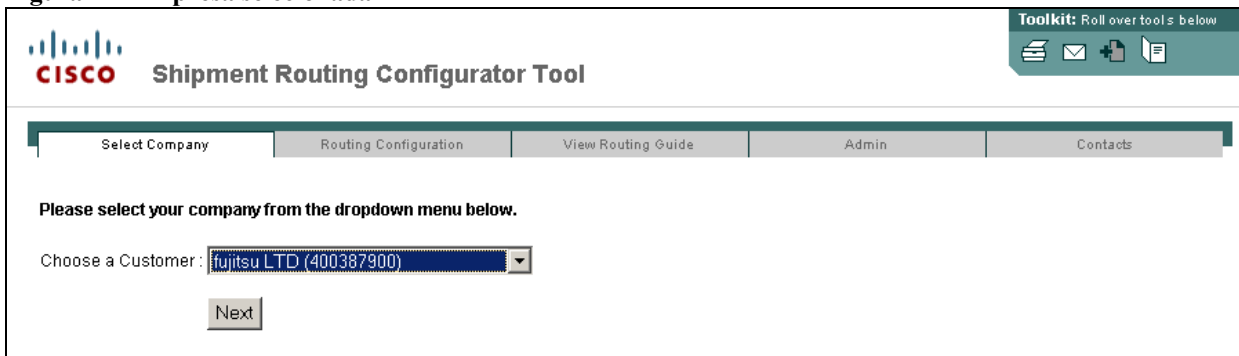 Toolkit: Roll over tools below
CISCO
Shipment Routing Configurator Tool
Select Company
Routing Configuration
View Routing Guide
Admin
Contacts
Please select your company from the dropdown menu below.
Choose a Customer : fujitsu LTD (400387900)
Next